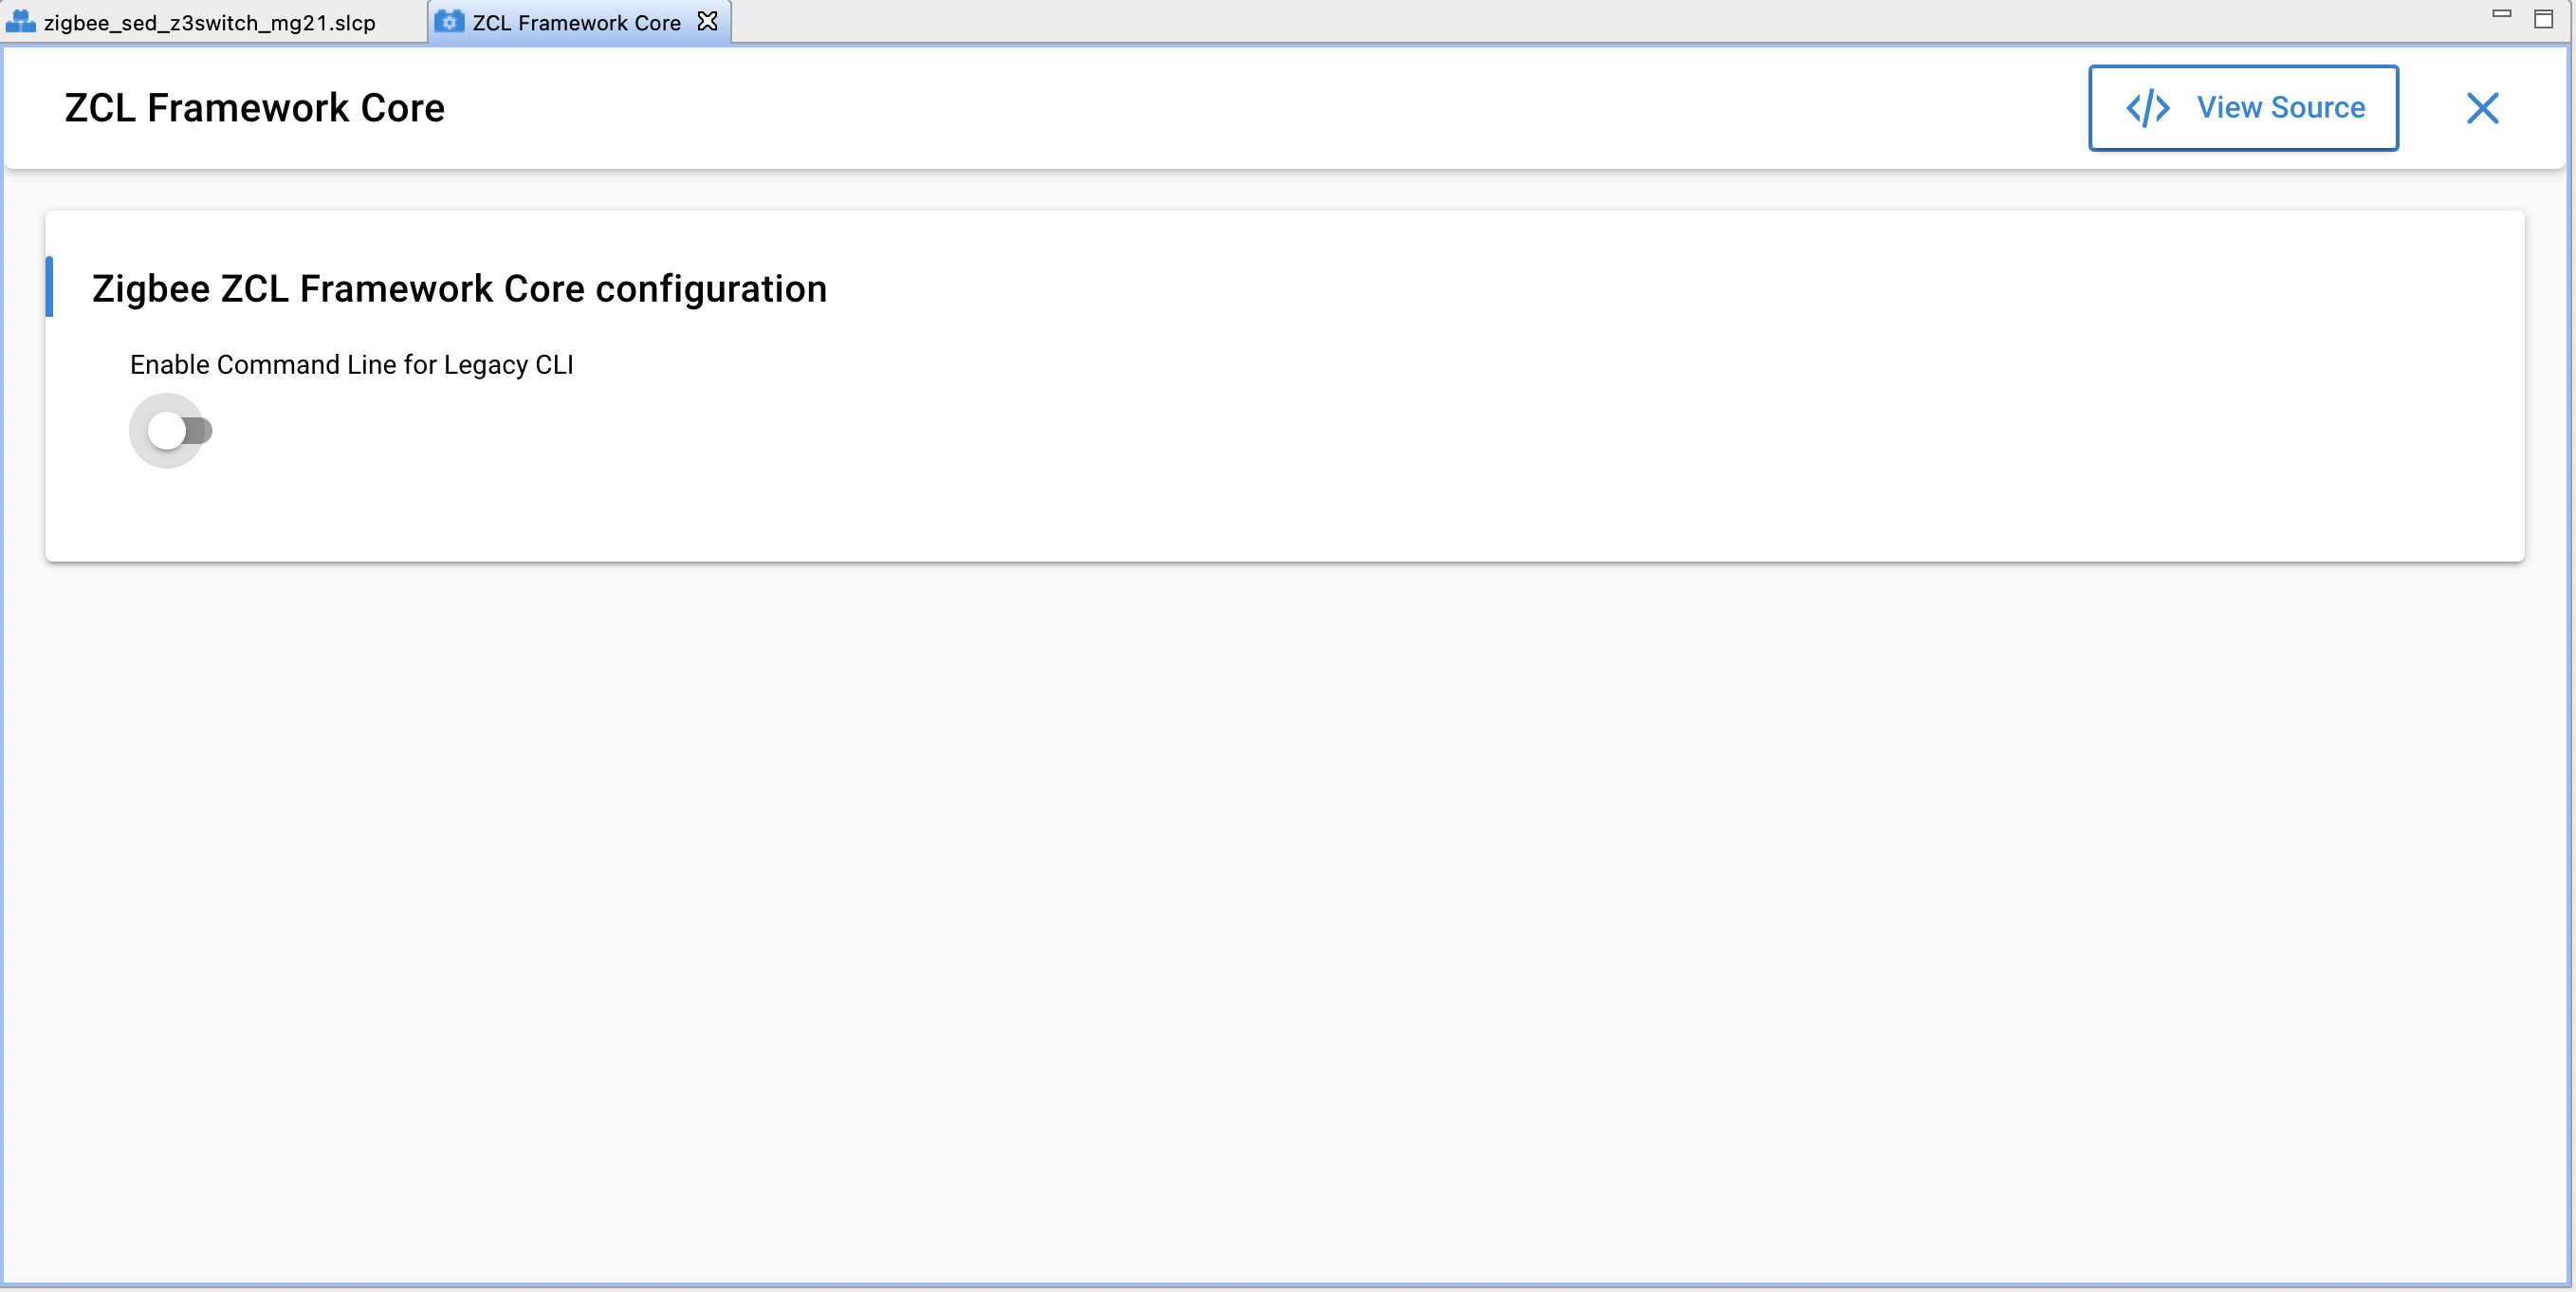 zigbee_sed_z3switch_mg21.slcp
ZCL Framework Core
ZCL Framework Core
View Source
Zigbee ZCL Framework Core configuration
Enable Command Line for Legacy CLI